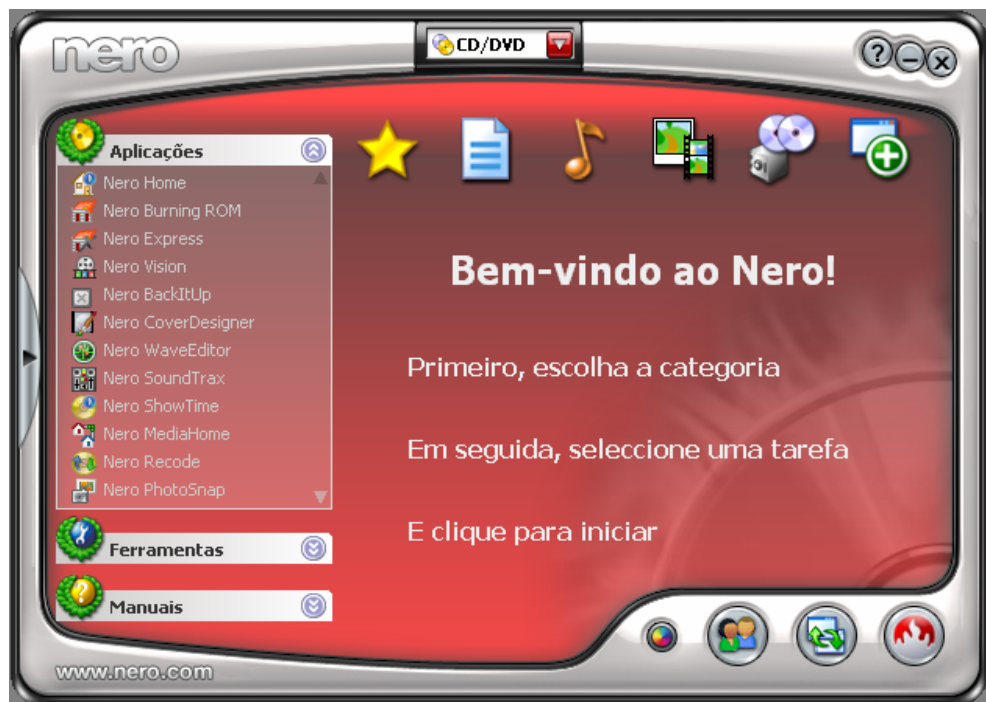 nero
CD/DVD
?
Aplicações
Nero Home
Nero Burning ROM
Nero Express
Nero Vision
Nero BackItUp
Nero CoverDesigner
Nero WaveEditor
Nero SoundTrax
Nero ShowTime
Nero MediaHome
Nero Recode
Nero PhotoSnap
Ferramentas
Manuais
Bem-vindo ao Nero!
Primeiro, escolha a categoria
Em seguida, seleccione uma tarefa
E clique para iniciar
www.nero.com